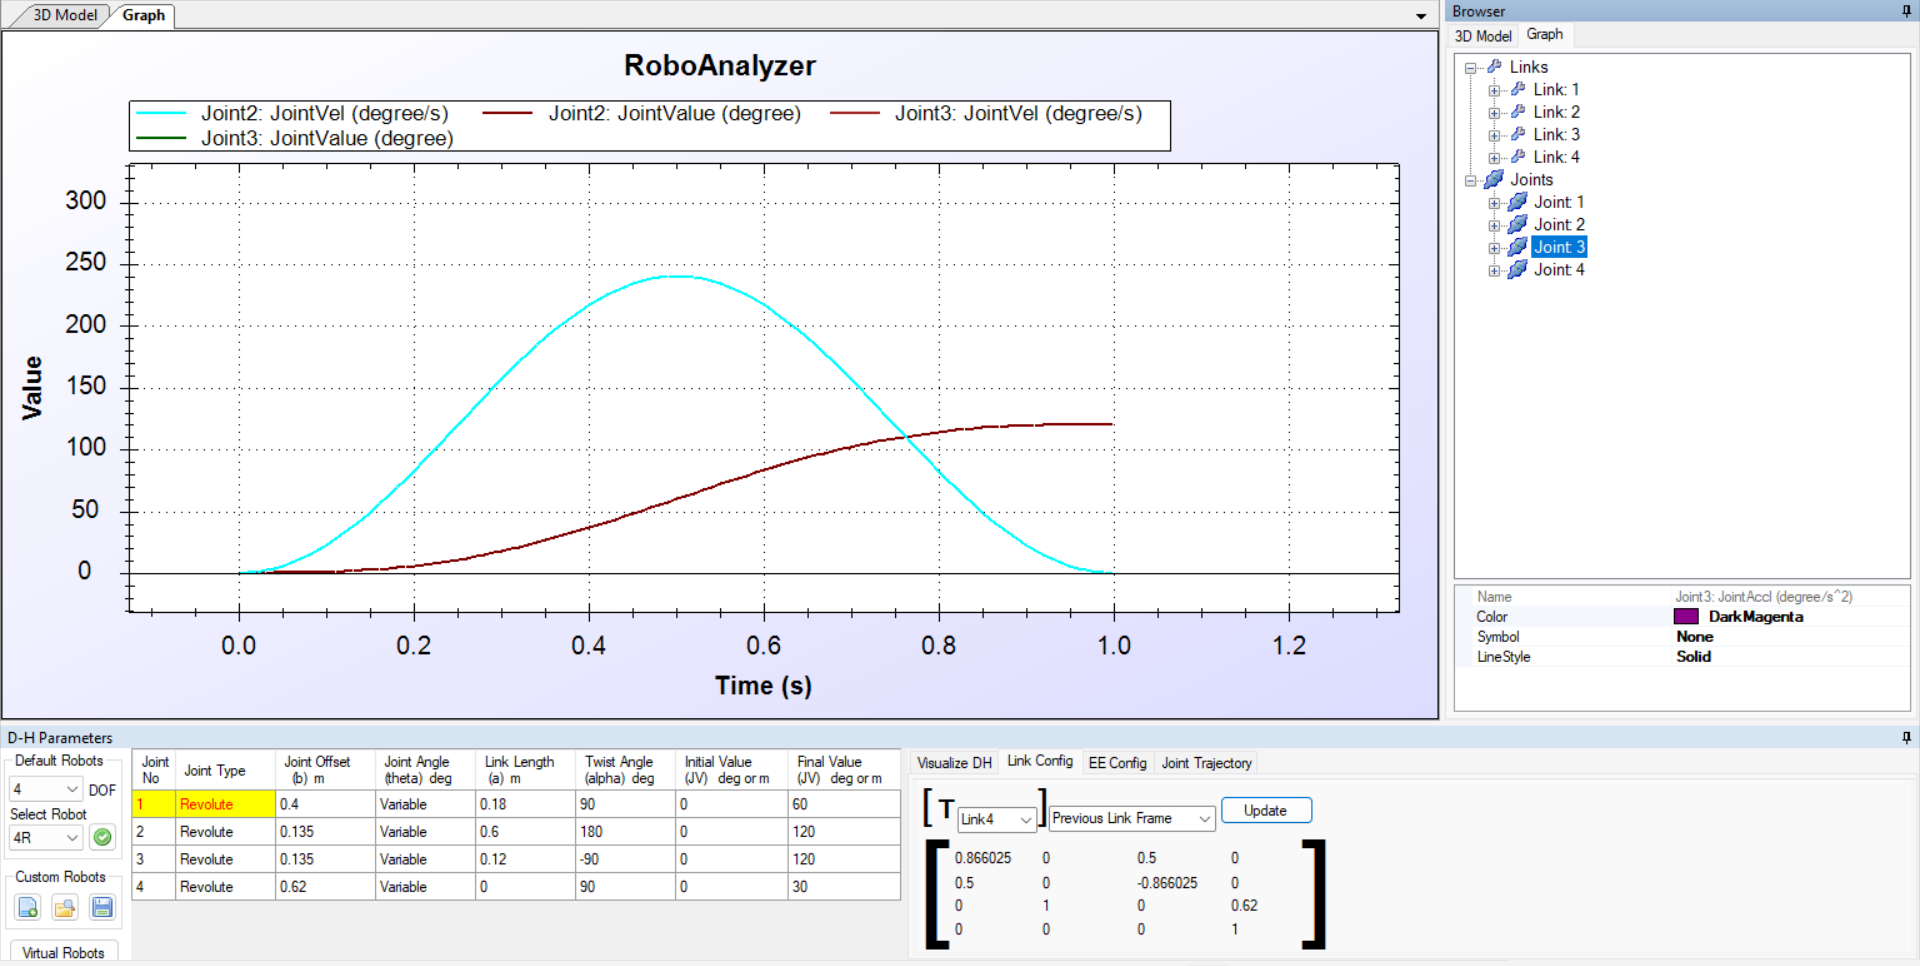 3D Model Graph
RoboAnalyzer
Joint2: JointVel (degree/s) Joint2: JointValue (degree) Joint3: JointVel (degree/s)
Joint3: JointValue (degree)
300
250
200
150
100
50
0
Value
0.0 0.2 0.4 0.6 0.8 1.0 1.2
Time (s)
Browser
3D Model Graph
Links
Link: 1
Link: 2
Link: 3
Link: 4
Joints
Joint: 1
Joint: 2
Joint: 3
Joint: 4
Name Joint3: JointAccl (degree/s^2)
Color DarkMagenta
Symbol None
LineStyle Solid
D-H Parameters
Default Robots
4 DOF
Select Robot
4R
Custom Robots
Virtual Robots
Joint No Joint Type Joint Offset (b) m Joint Angle (theta) deg Link Length (a) m Twist Angle (alpha) deg Initial Value (JV) deg or m Final Value (JV) deg or m
1 Revolute 0.4 Variable 0.18 90 0 60
2 Revolute 0.135 Variable 0.6 180 0 120
3 Revolute 0.135 Variable 0.12 -90 0 120
4 Revolute 0.62 Variable 0 90 0 30
Visualize DH Link Config EE Config Joint Trajectory
[ T Link4 ] Previous Link Frame Update
0.866025 0 0.5 0
0.5 0 -0.866025 0
0 1 0 0.62
0 0 0 1